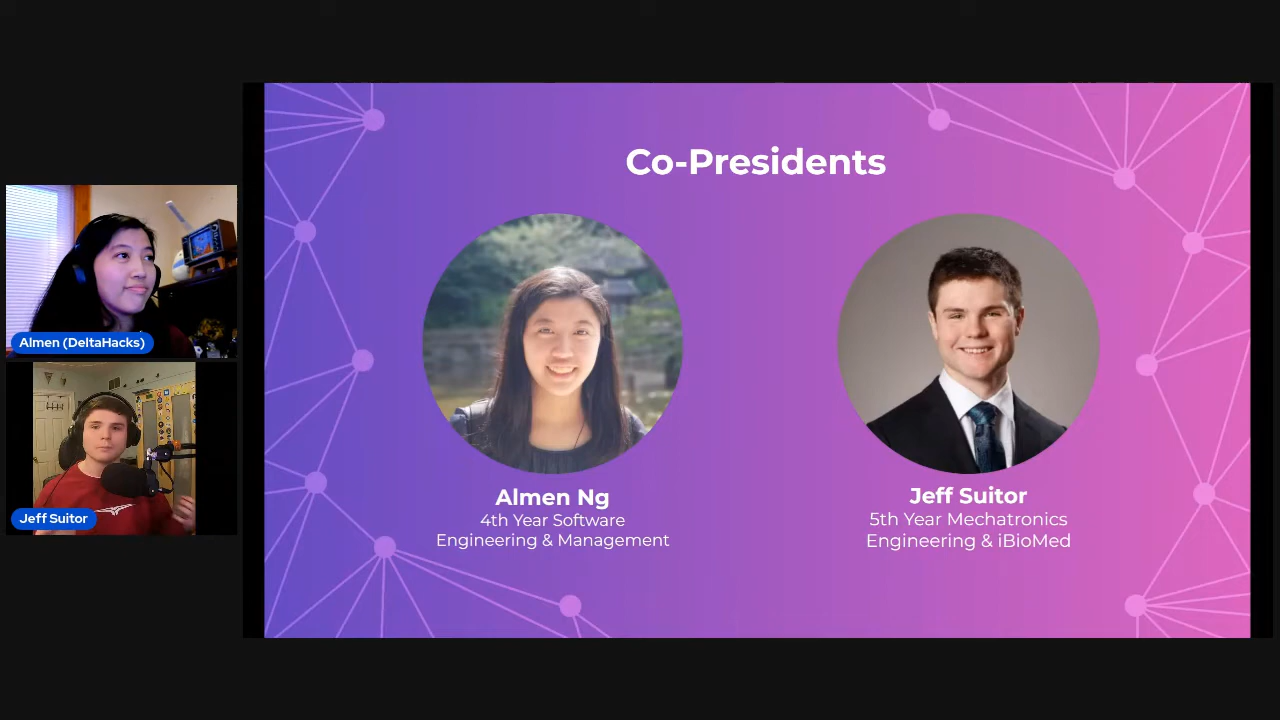 Co-Presidents
Almen (DeltaHacks)
Jeff Suitor
Almen Ng
4th Year Software
Engineering & Management
Jeff Suitor
5th Year Mechatronics
Engineering & iBioMed